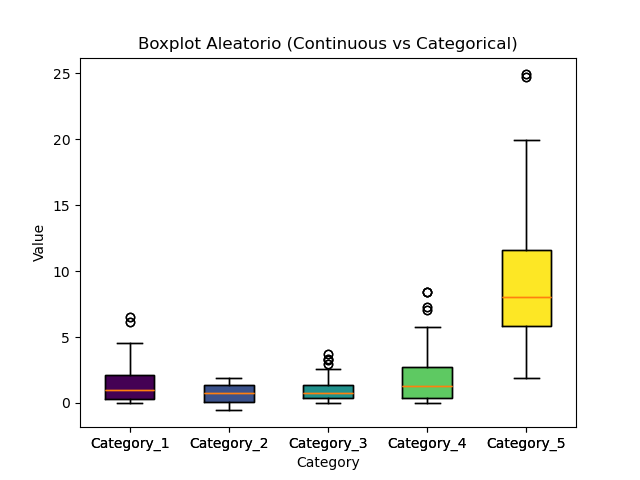 Boxplot Aleatorio (Continuous vs Categorical)
Value
25
20
15
10
5
0
Category_1 Category_2 Category_3 Category_4 Category_5
Category